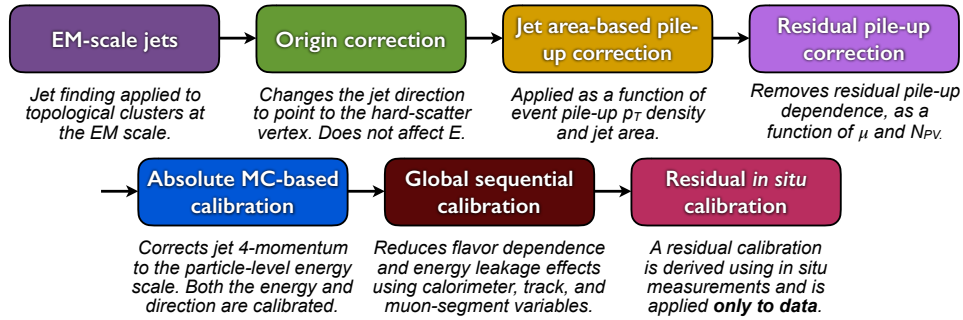 EM-scale jets
Jet finding applied to
topological clusters at
the EM scale.
Origin correction
Changes the jet direction
to point to the hard-scatter
vertex. Does not affect E.
Jet area-based pile-
up correction
Applied as a function of
event pile-up pT density
and jet area.
Residual pile-up
correction
Removes residual pile-up
dependence, as a
function of μ and NPV.
Absolute MC-based
calibration
Corrects jet 4-momentum
to the particle-level energy
scale. Both the energy and
direction are calibrated.
Global sequential
calibration
Reduces flavor dependence
and energy leakage effects
using calorimeter, track, and
muon-segment variables.
Residual in situ
calibration
A residual calibration
is derived using in situ
measurements and is
applied only to data.